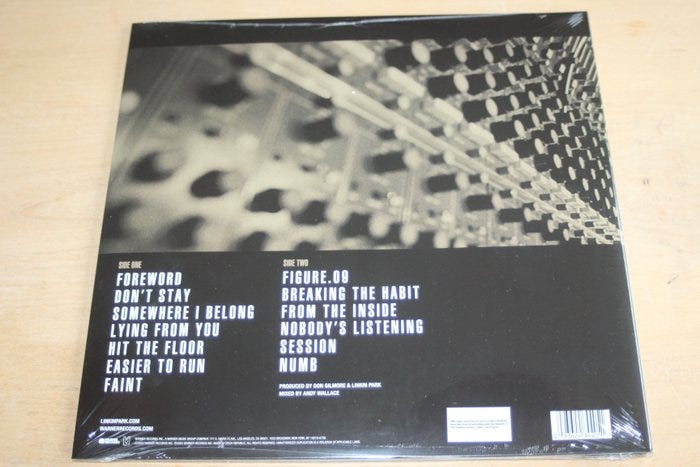 SIDE ONE
FOREWORD
DON'T STAY
SOMEWHERE I BELONG
LYING FROM YOU
HIT THE FLOOR
EASIER TO RUN
FAINT
SIDE TWO
FIGURE.09
BREAKING THE HABIT
FROM THE INSIDE
NOBODY'S LISTENING
SESSION
NUMB
PRODUCED BY DON GILMORE & LINKIN PARK
MIXED BY ANDY WALLACE
LINKINPARK.COM
WARNERRECORDS.COM